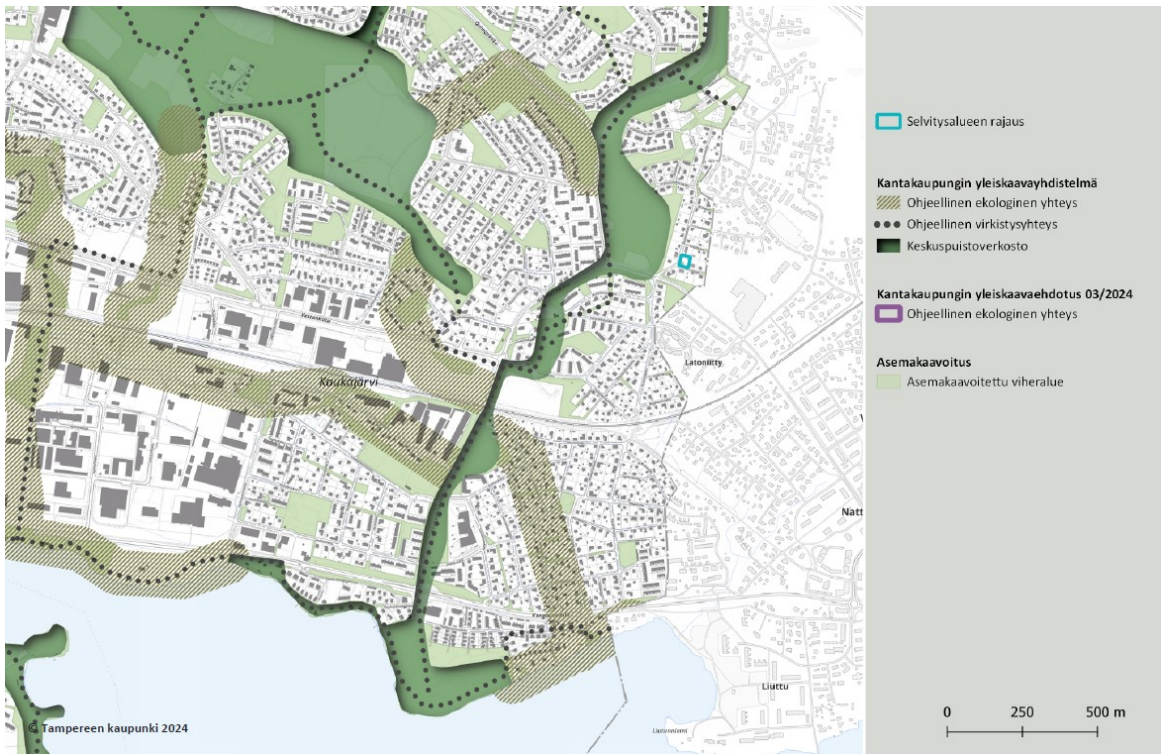 Kaukajärvi
Latoniitty
Natt
Liuttu
© Tampereen kaupunki 2024
Selvitysalueen rajaus
Kantakaupungin yleiskaavayhdistelmä
Ohjeellinen ekologinen yhteys
Ohjeellinen virkistysyhteys
Keskuspuistoverkosto
Kantakaupungin yleiskaavaehdotus 03/2024
Ohjeellinen ekologinen yhteys
Asemakaavoitus
Asemakaavoitettu viheralue
0 250 500 m